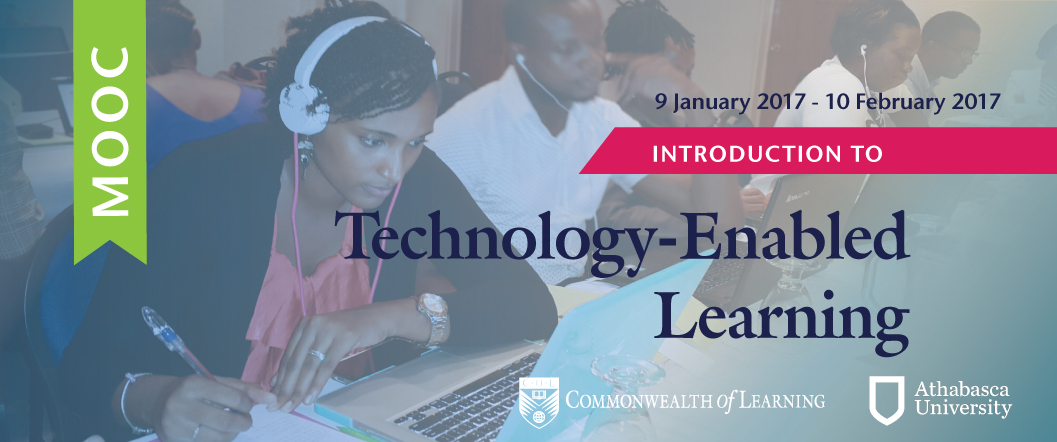 MOOC
9 January 2017 - 10 February 2017
INTRODUCTION TO
Technology-Enabled
Learning
COMMONWEALTH of LEARNING
Athabasca
University